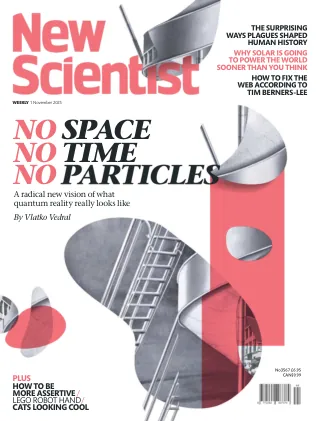 New
Scientist
WEEKLY 1 November 2025
THE SURPRISING
WAYS PLAGUES SHAPED
HUMAN HISTORY
WHY SOLAR IS GOING
TO POWER THE WORLD
SOONER THAN YOU THINK
HOW TO FIX THE
WEB ACCORDING TO
TIM BERNERS-LEE
NO SPACE
NO TIME
NO PARTICLES
A radical new vision of what
quantum reality really looks like
By Vlatko Vedral
PLUS
HOW TO BE
MORE ASSERTIVE /
LEGO ROBOT HAND /
CATS LOOKING COOL
No3567 £6.95
CAN$9.99